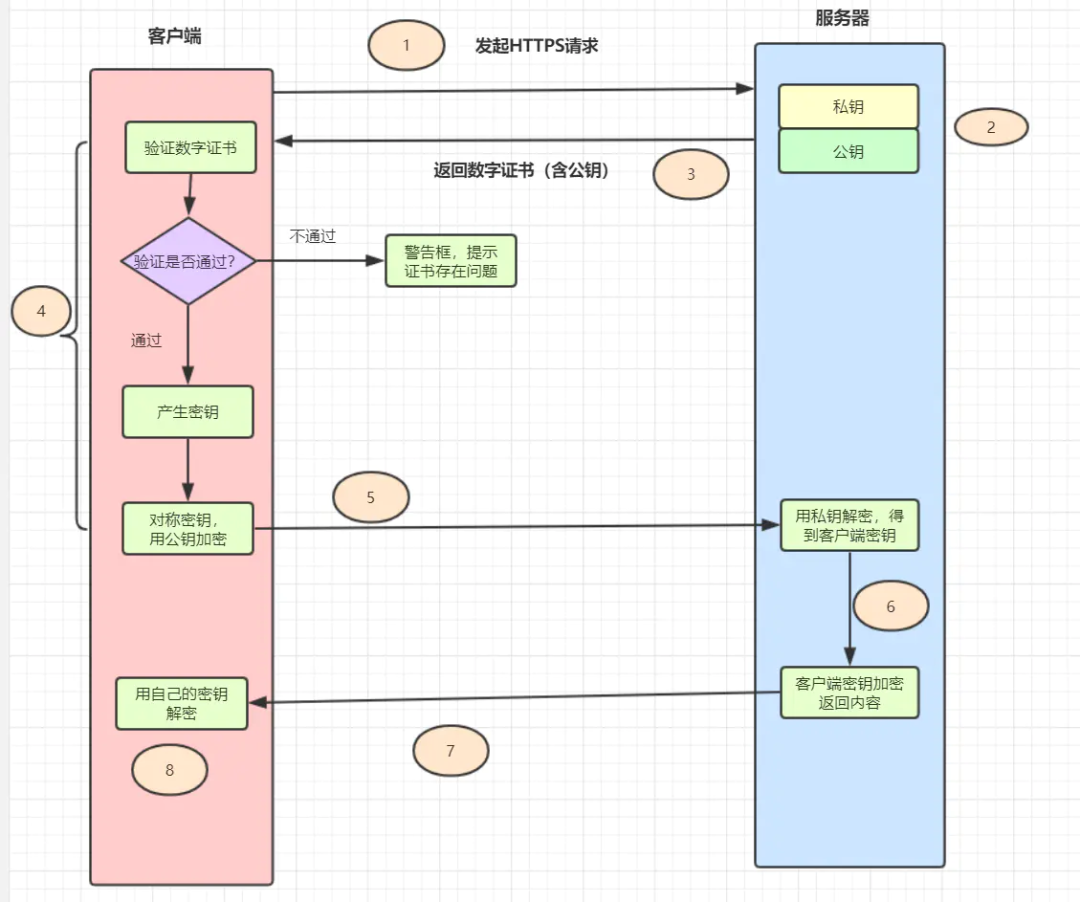 客户端
服务器
1
发起HTTPS请求
私钥
公钥
2
验证数字证书
返回数字证书（含公钥）
3
不通过
验证是否通过？
警告框，提示
证书存在问题
4
通过
产生密钥
5
对称密钥，
用公钥加密
用私钥解密，得
到客户端密钥
6
客户端密钥加密
返回内容
用自己的密钥
解密
7
8